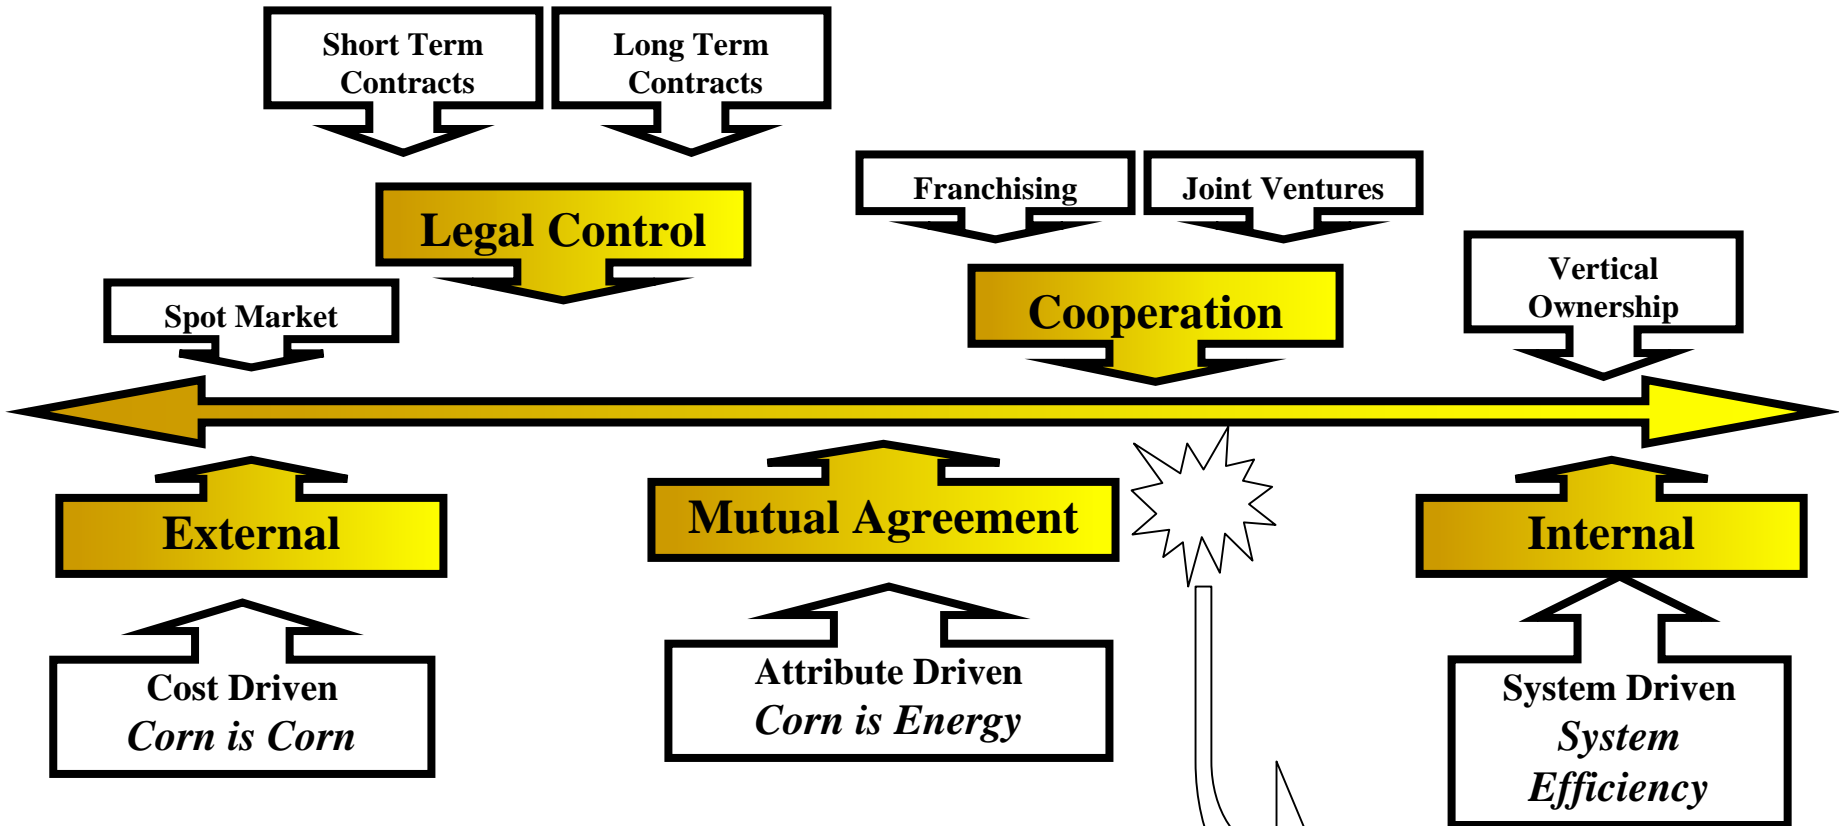 Short Term
Contracts
Long Term
Contracts
Franchising
Joint Ventures
Legal Control
Vertical
Ownership
Spot Market
Cooperation
External
Mutual Agreement
Internal
Cost Driven
Corn is Corn
Attribute Driven
Corn is Energy
System Driven
System
Efficiency